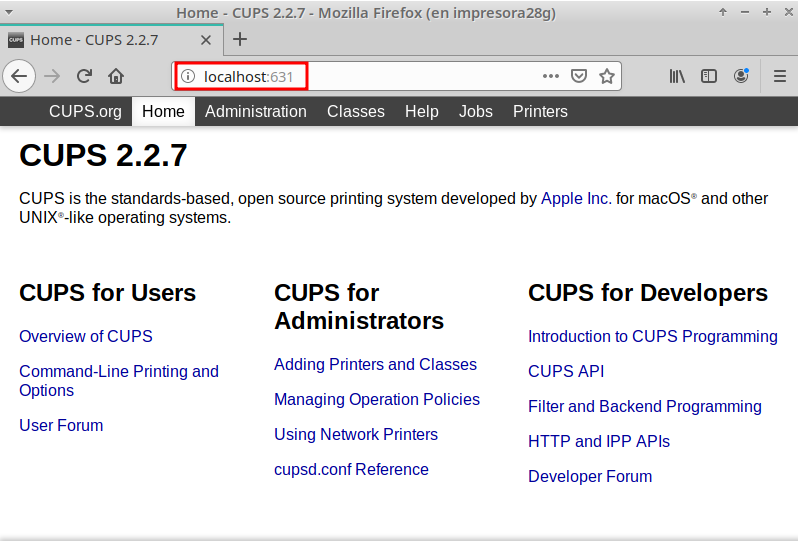 Home - CUPS 2.2.7 - Mozilla Firefox (en impresora28g)
CUPS Home - CUPS 2.2.7
localhost:631
CUPS.org Home Administration Classes Help Jobs Printers
CUPS 2.2.7
CUPS is the standards-based, open source printing system developed by Apple Inc. for macOS® and other
UNIX®-like operating systems.
CUPS for Users
Overview of CUPS
Command-Line Printing and
Options
User Forum
CUPS for
Administrators
Adding Printers and Classes
Managing Operation Policies
Using Network Printers
cupsd.conf Reference
CUPS for Developers
Introduction to CUPS Programming
CUPS API
Filter and Backend Programming
HTTP and IPP APIs
Developer Forum